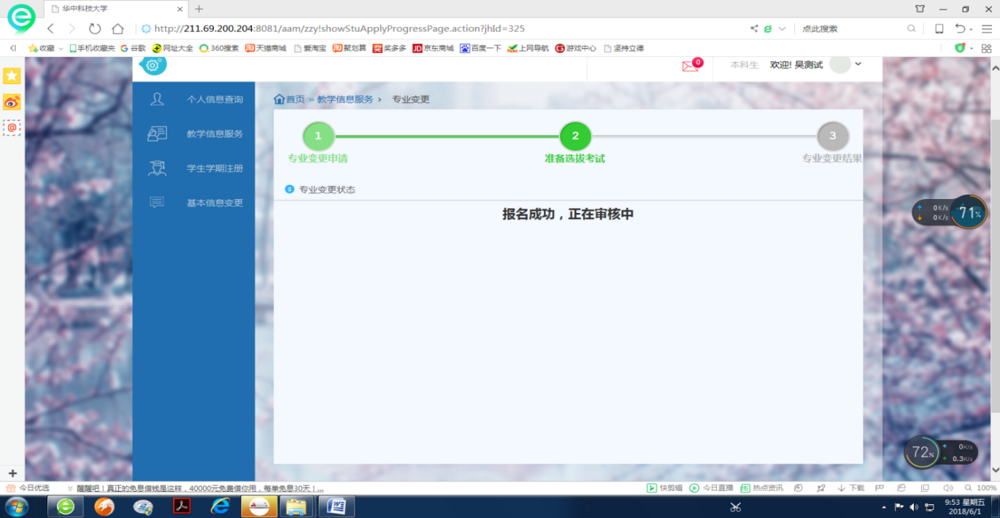 华中科技大学
http://211.69.200.204:8081/aam/zzy!showStuApplyProgressPage.action?jhId=325
点此搜索
收藏 手机收藏夹 谷歌 网址大全 360搜索 天猫商城 爱淘宝 聚划算 奖多多 京东商城 百度一下 上网导航 游戏中心 坚持立德
0
本科生 欢迎! 吴测试
个人信息查询
教学信息服务
学生学期注册
基本信息变更
首页 » 教学信息服务 › 专业变更
1 2 3
专业变更申请 准备选拔考试 专业变更结果
专业变更状态
报名成功，正在审核中
0K/s
0K/s
71%
72%
0K/s
0.3K/s
今日优选 醒醒吧！真正的免息借钱是这样，40000元免费借你用，每单免息30天！...
快剪辑 今日直播 热点资讯 下载 100%
9:53 星期五
2018/6/1